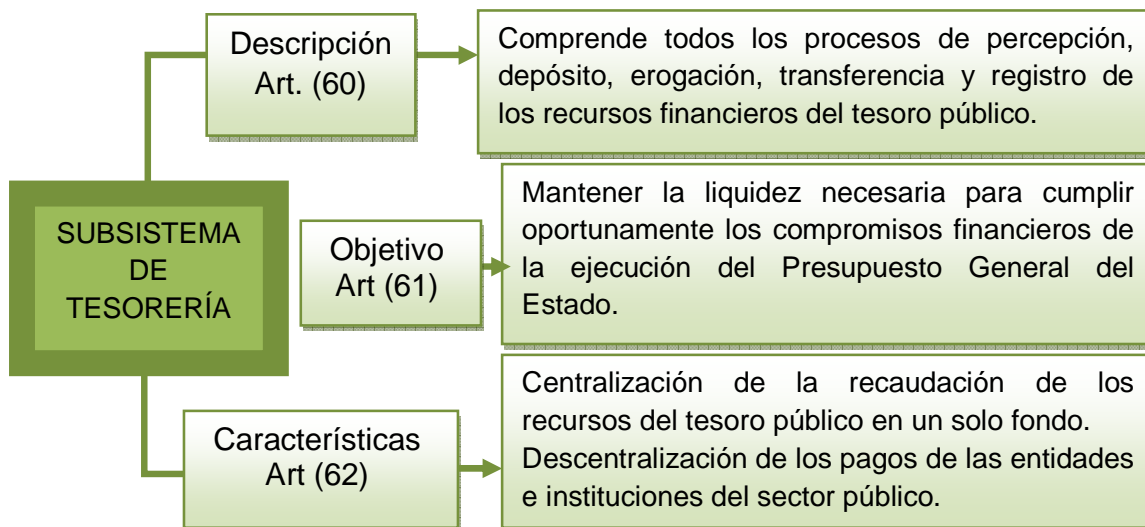 Descripción
Art. (60)
Comprende todos los procesos de percepción,
depósito, erogación, transferencia y registro de
los recursos financieros del tesoro público.
SUBSISTEMA
DE
TESORERÍA
Objetivo
Art (61)
Mantener la liquidez necesaria para cumplir
oportunamente los compromisos financieros de
la ejecución del Presupuesto General del
Estado.
Características
Art (62)
Centralización de la recaudación de los
recursos del tesoro público en un solo fondo.
Descentralización de los pagos de las entidades
e instituciones del sector público.